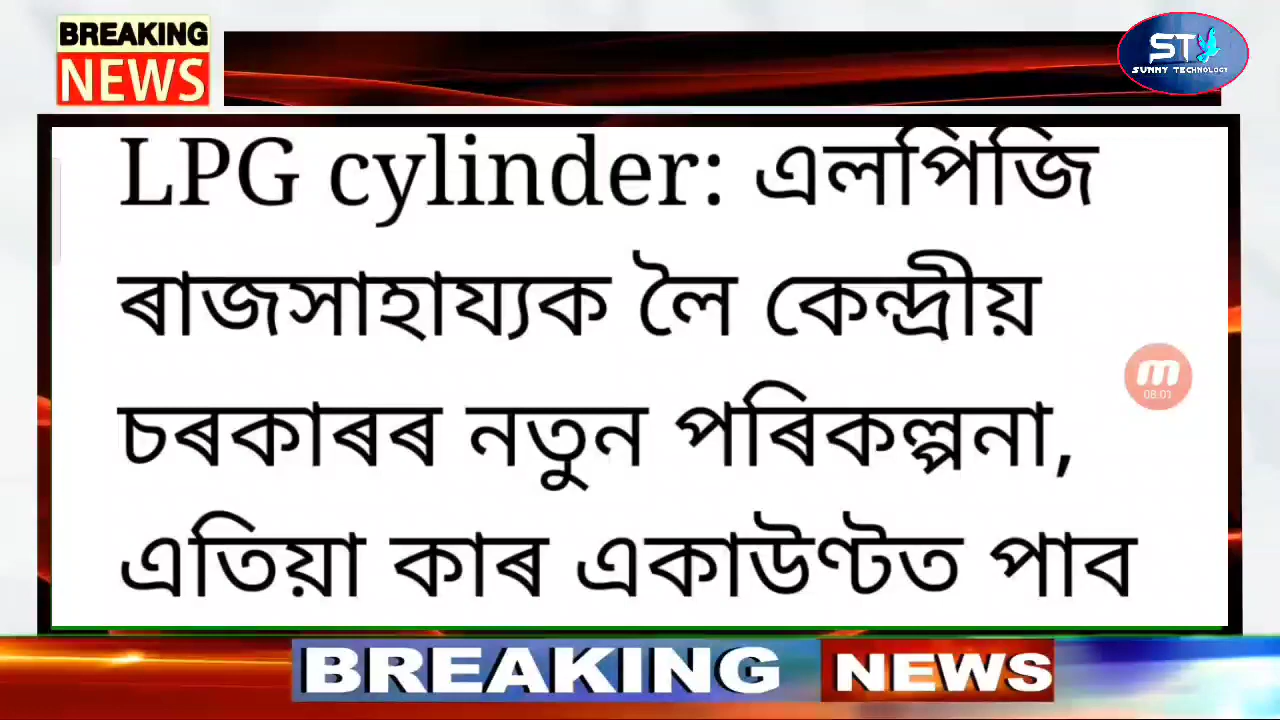 BREAKING
NEWS
ST
SUNNY TECHNOLOGY
LPG cylinder: এলপিজি
ৰাজসাহায্যক লৈ কেন্দ্ৰীয়
চৰকাৰৰ নতুন পৰিকল্পনা,
এতিয়া কাৰ একাউণ্টত পাব
08:01
BREAKING NEWS